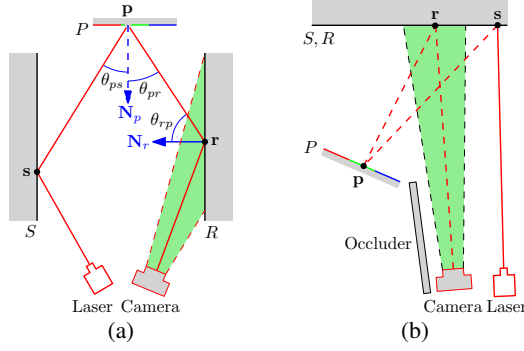 p
P
θps
θpr
Np
θrp
Nr
r
s
S
R
Laser
Camera
(a)
r
s
S, R
P
p
Occluder
Camera
Laser
(b)